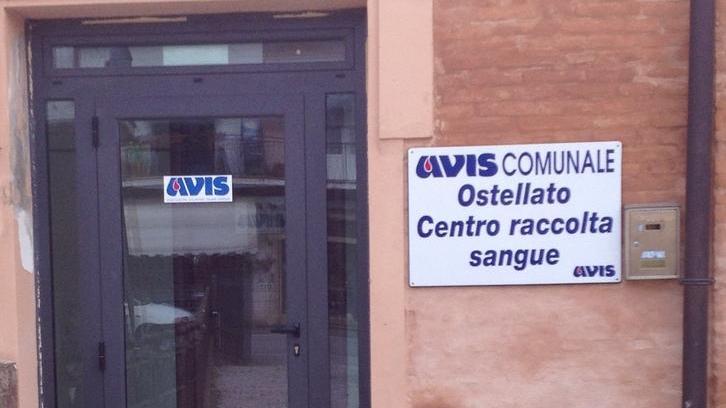 AVIS
AVIS COMUNALE
Ostellato
Centro raccolta
sangue
AVIS